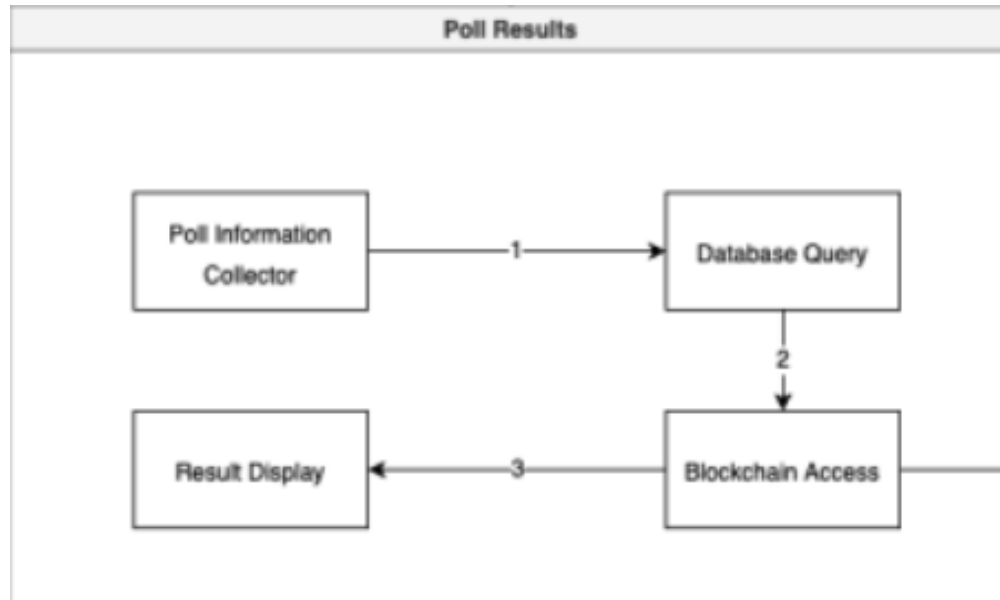 Poll Results
Poll Information
Collector
1
Database Query
2
Result Display
3
Blockchain Access